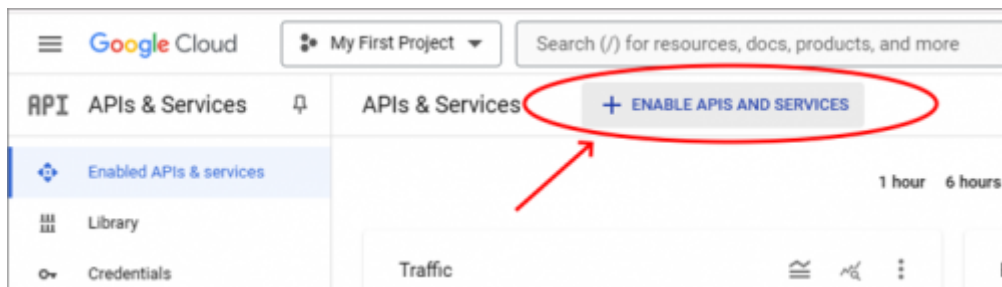 Google Cloud
My First Project
Search (/) for resources, docs, products, and more
API APIs & Services
APIs & Services
+ ENABLE APIS AND SERVICES
Enabled APIs & services
1 hour 6 hours
Library
Traffic
Credentials